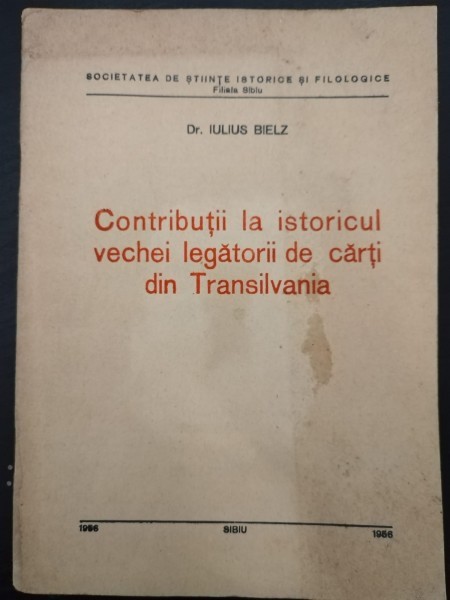 SOCIETATEA DE ȘTIINȚE ISTORICE ȘI FILOLOGICE
Filiala Sibiu
Dr. IULIUS BIELZ
Contribuții la istoricul
vechei legătorii de cărți
din Transilvania
1956 SIBIU 1956